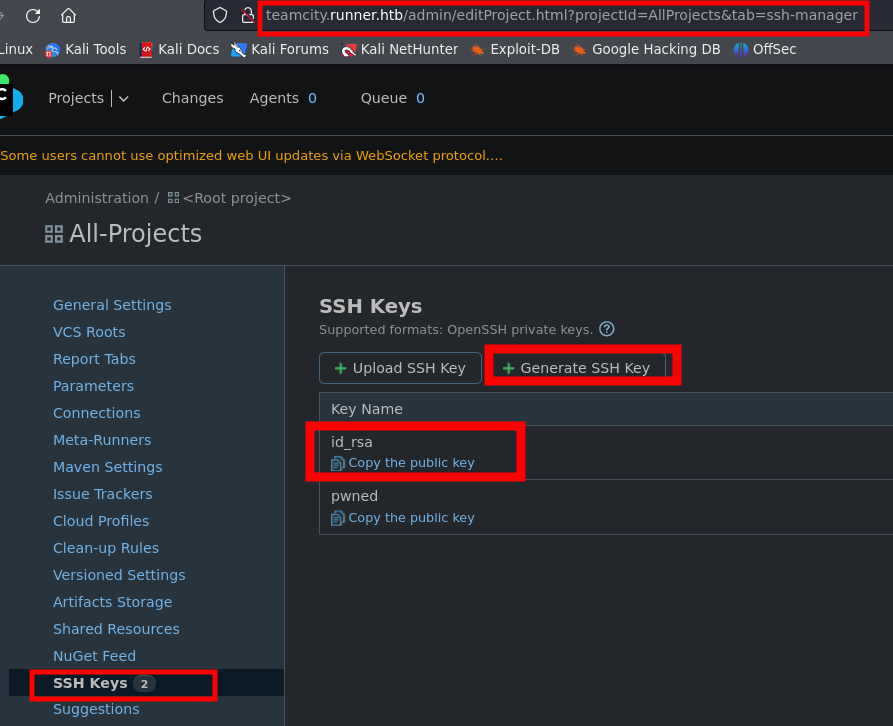 teamcity.runner.htb/admin/editProject.html?projectId=AllProjects&tab=ssh-manager
Linux Kali Tools Kali Docs Kali Forums Kali NetHunter Exploit-DB Google Hacking DB OffSec
Projects Changes Agents 0 Queue 0
Some users cannot use optimized web UI updates via WebSocket protocol....
Administration / <Root project>
All-Projects
General Settings
VCS Roots
Report Tabs
Parameters
Connections
Meta-Runners
Maven Settings
Issue Trackers
Cloud Profiles
Clean-up Rules
Versioned Settings
Artifacts Storage
Shared Resources
NuGet Feed
SSH Keys 2
Suggestions
SSH Keys
Supported formats: OpenSSH private keys. ?
+ Upload SSH Key + Generate SSH Key
Key Name
id_rsa
Copy the public key
pwned
Copy the public key